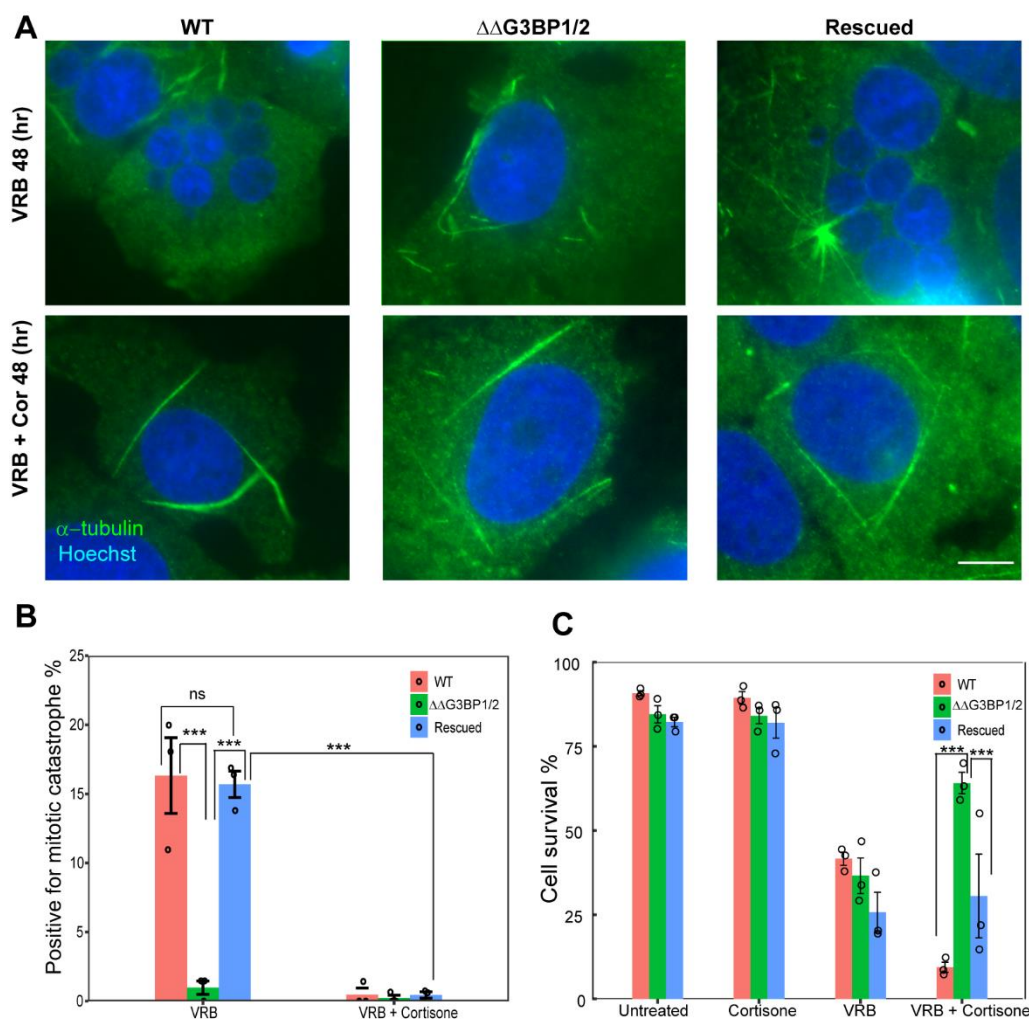 A
WT
ΔΔG3BP1/2
Rescued
VRB 48 (hr)
VRB + Cor 48 (hr)
α−tubulin
Hoechst
B
Positive for mitotic catastrophe %
25
20
15
10
5
0
ns
***
***
***
WT
ΔΔG3BP1/2
Rescued
VRB
VRB + Cortisone
C
Cell survival %
100
75
50
25
0
WT
ΔΔG3BP1/2
Rescued
***
***
Untreated
Cortisone
VRB
VRB + Cortisone